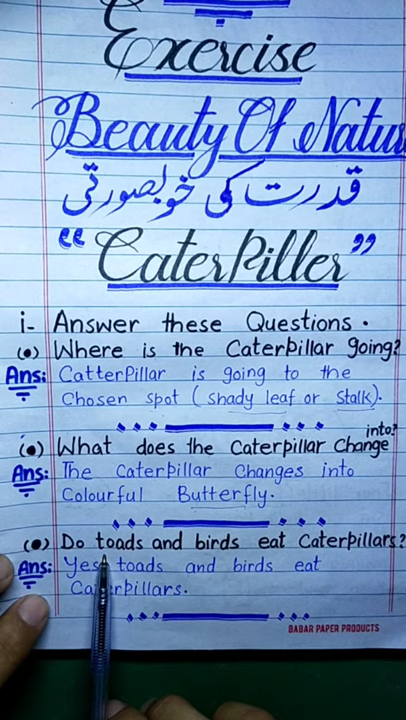 Exercise
Beauty Of Natu
قدرت کی خوبصورتی
"CaterPiller"
i- Answer these Questions.
(•) Where is the Caterpillar going?
Ans: CatterPillar is going to the
Chosen spot (shady leaf or stalk).
(•) What does the Caterpillar Change into?
Ans: The Caterpillar Changes into
Colourful Butterfly.
(•) Do toads and birds eat Caterpillars?
Ans: Yes toads and birds eat
Caterpillars.
BABAR PAPER PRODUCTS